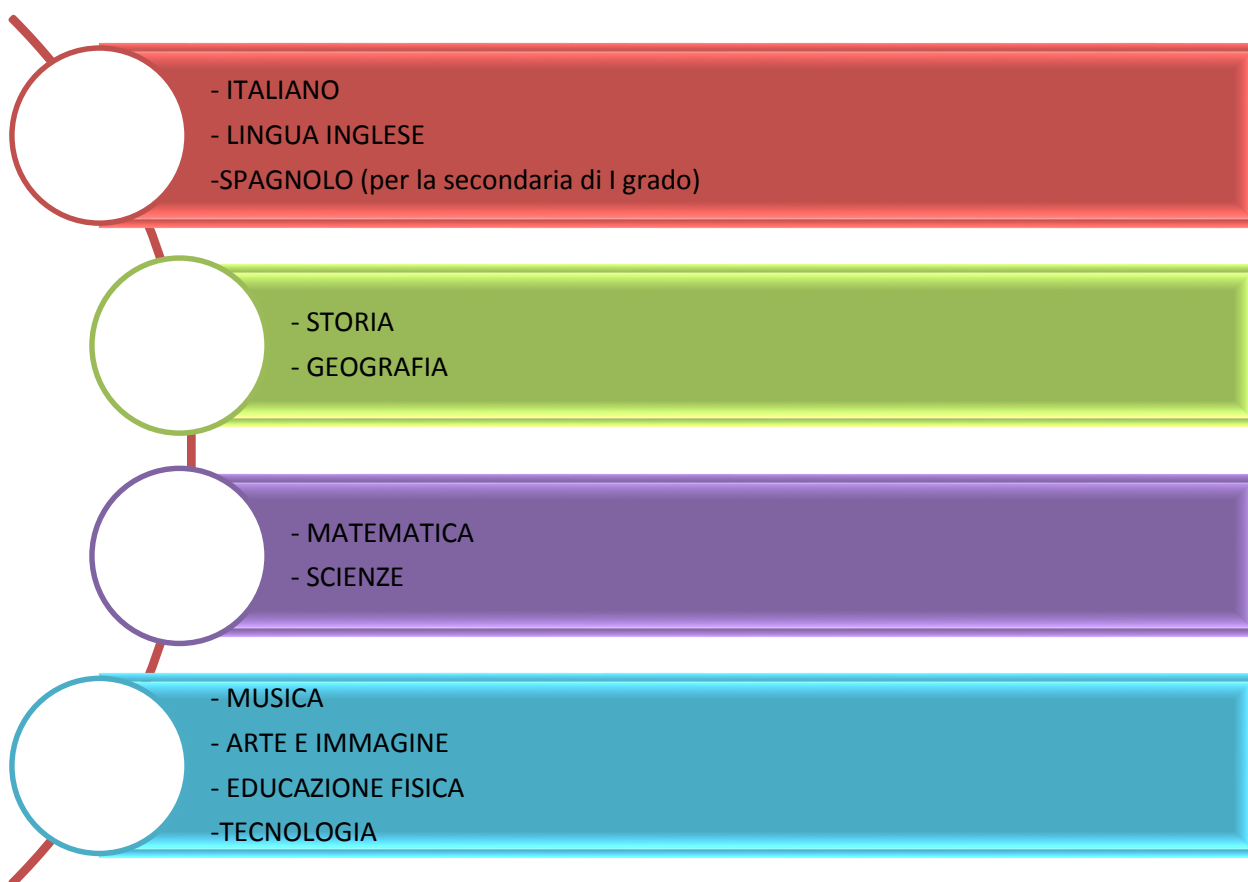 - ITALIANO
- LINGUA INGLESE
-SPAGNOLO (per la secondaria di I grado)
- STORIA
- GEOGRAFIA
- MATEMATICA
- SCIENZE
- MUSICA
- ARTE E IMMAGINE
- EDUCAZIONE FISICA
-TECNOLOGIA